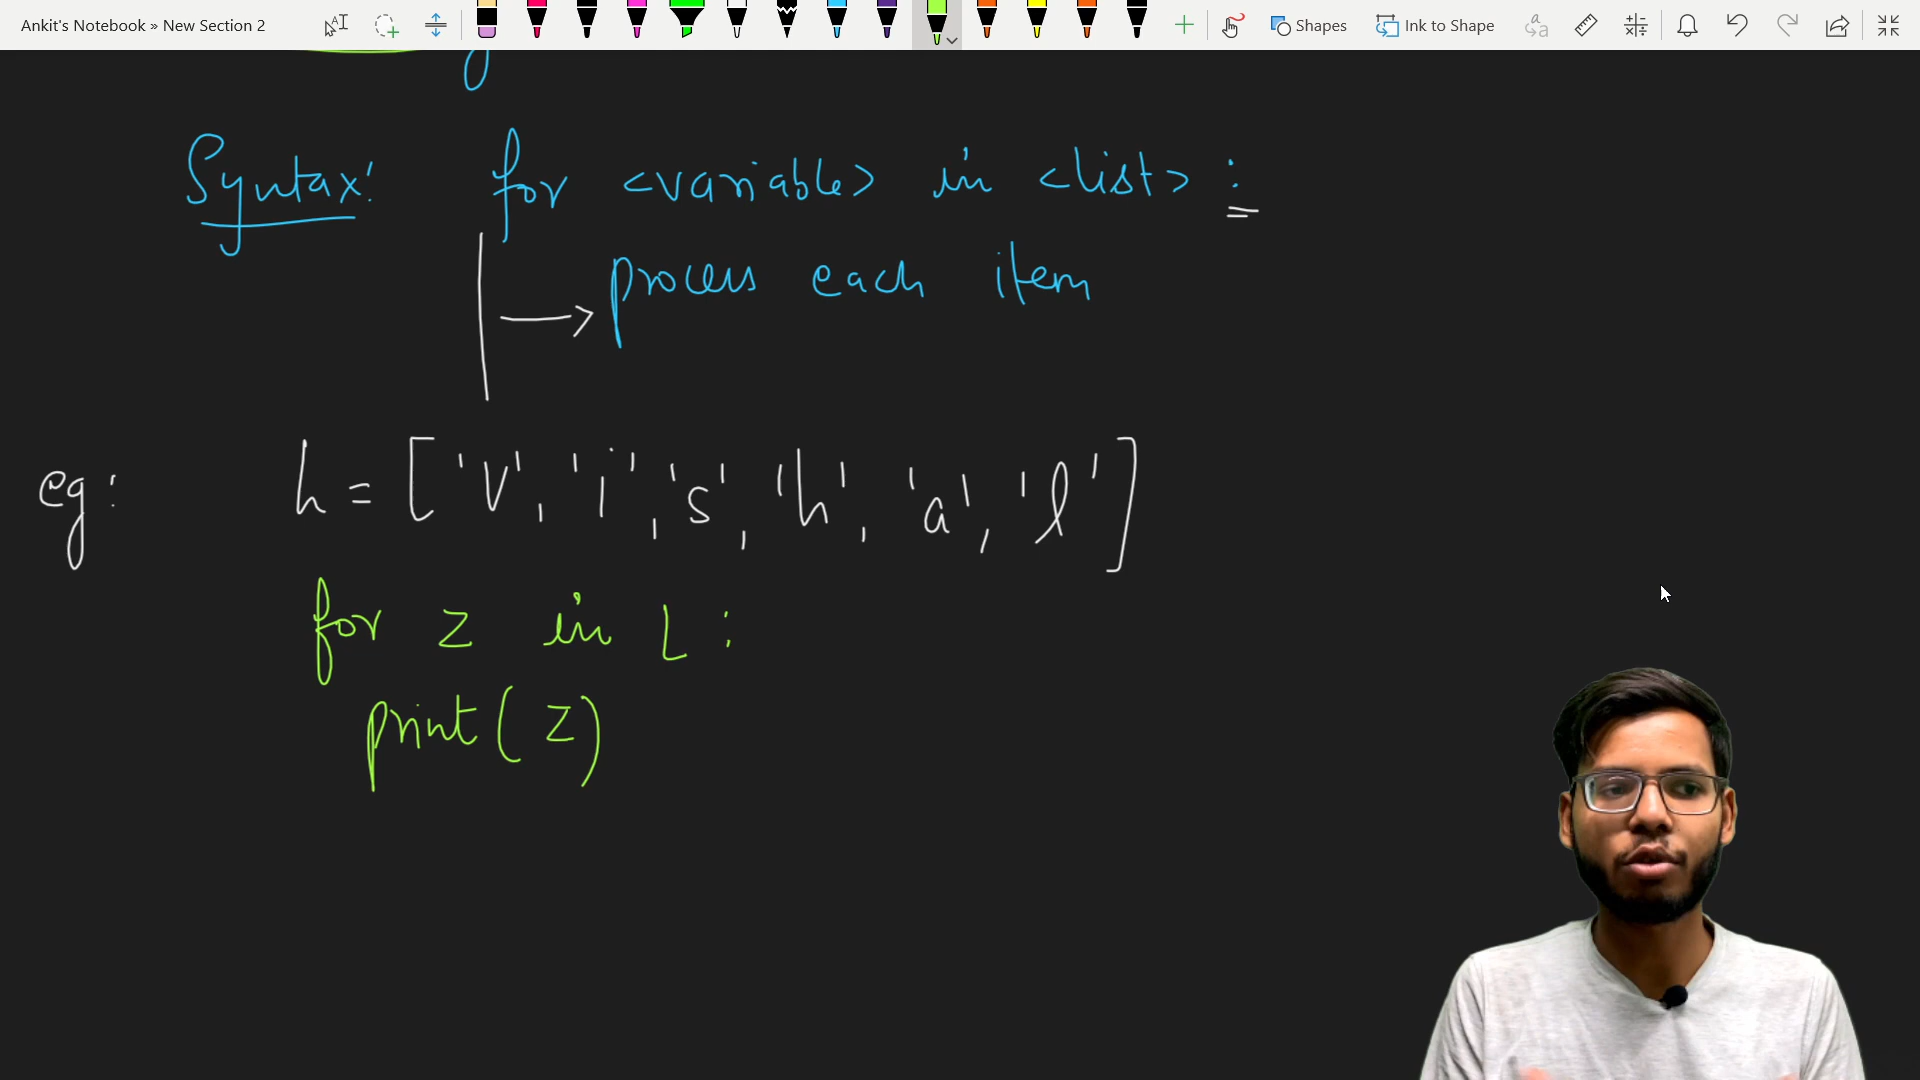 Ankit's Notebook » New Section 2 Shapes Ink to Shape
Syntax: for <variable> in <list> :
process each item
eg: h = ['V', 'i', 's', 'h', 'a', 'l']
for z in L :
print( z)